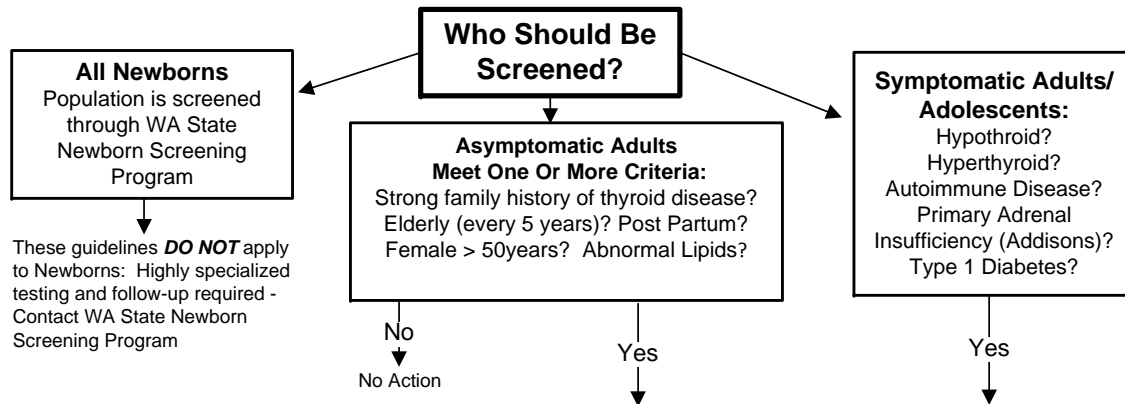 Who Should Be
Screened?
All Newborns
Population is screened
through WA State
Newborn Screening
Program
These guidelines DO NOT apply
to Newborns: Highly specialized
testing and follow-up required -
Contact WA State Newborn
Screening Program
Asymptomatic Adults
Meet One Or More Criteria:
Strong family history of thyroid disease?
Elderly (every 5 years)? Post Partum?
Female > 50years? Abnormal Lipids?
No
No Action
Yes
Symptomatic Adults/
Adolescents:
Hypothroid?
Hyperthyroid?
Autoimmune Disease?
Primary Adrenal
Insufficiency (Addisons)?
Type 1 Diabetes?
Yes